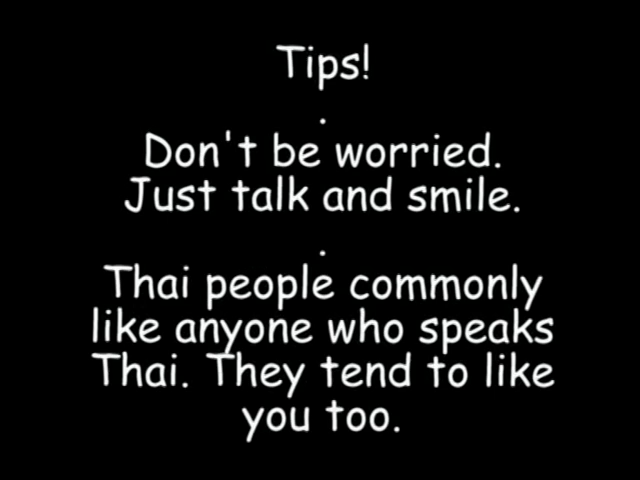 Tips!
.
Don't be worried.
Just talk and smile.
.
Thai people commonly
like anyone who speaks
Thai. They tend to like
you too.